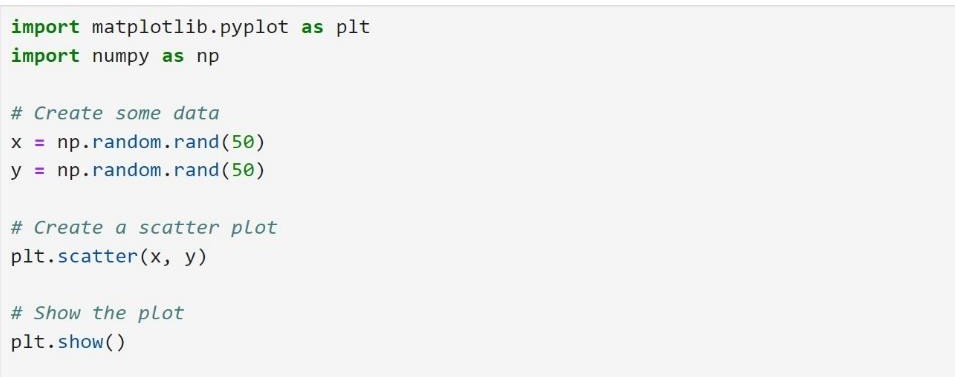 import matplotlib.pyplot as plt
import numpy as np
# Create some data
x = np.random.rand(50)
y = np.random.rand(50)
# Create a scatter plot
plt.scatter(x, y)
# Show the plot
plt.show()